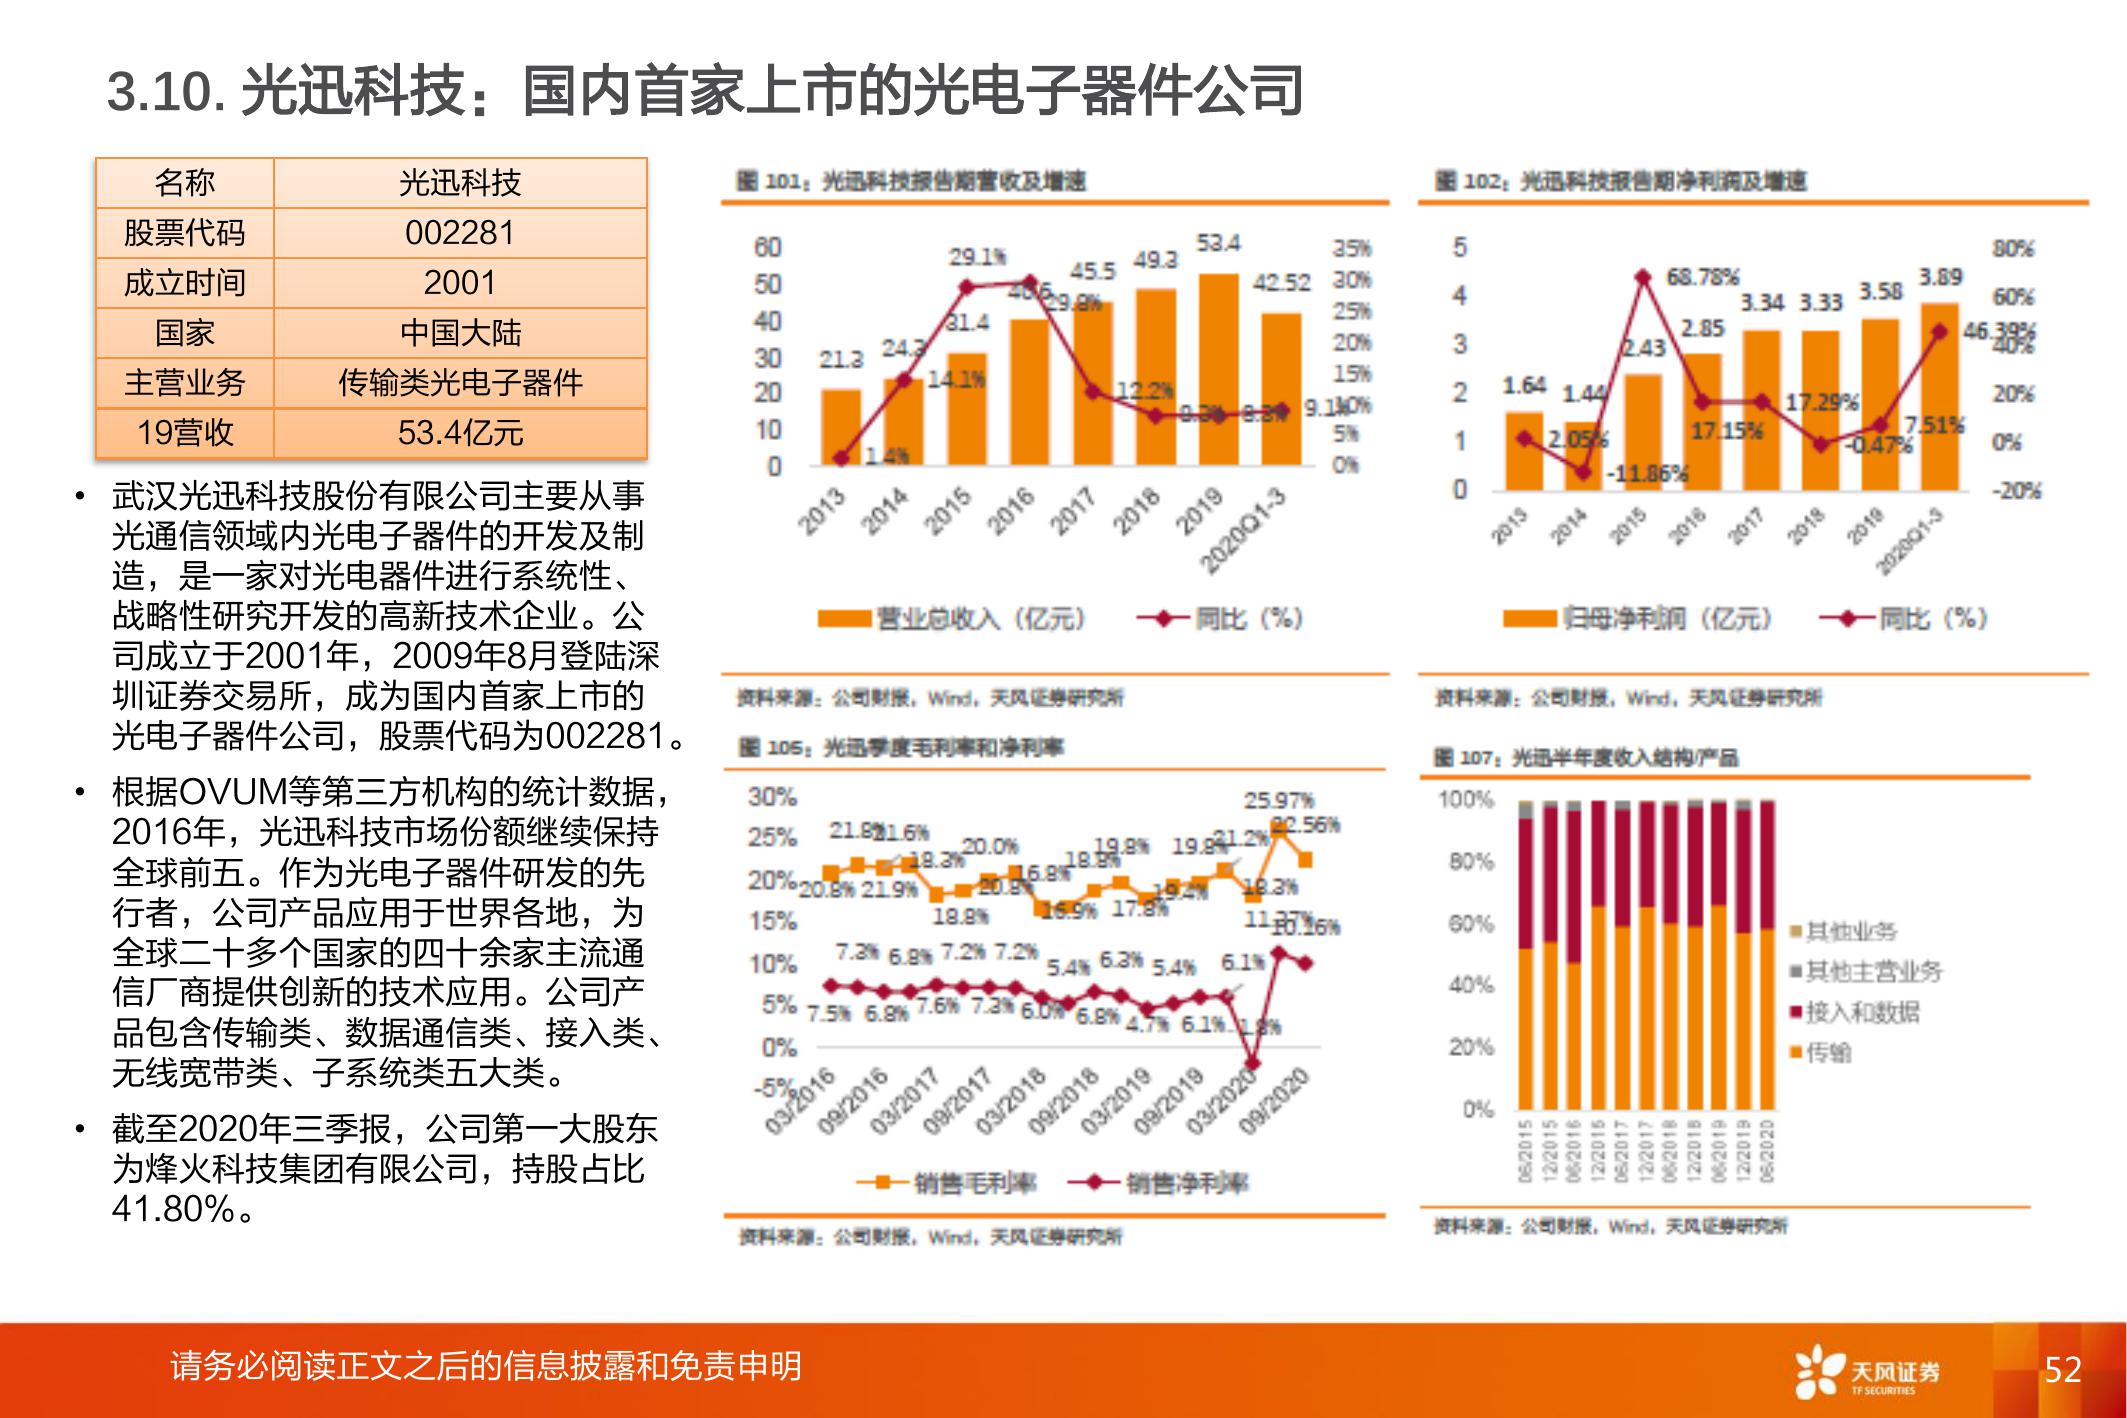 3.10. 光迅科技：国内首家上市的光电子器件公司
名称 光迅科技
股票代码 002281
成立时间 2001
国家 中国大陆
主营业务 传输类光电子器件
19营收 53.4亿元
• 武汉光迅科技股份有限公司主要从事
光通信领域内光电子器件的开发及制
造，是一家对光电器件进行系统性、
战略性研究开发的高新技术企业。公
司成立于2001年，2009年8月登陆深
圳证券交易所，成为国内首家上市的
光电子器件公司，股票代码为002281。
• 根据OVUM等第三方机构的统计数据，
2016年，光迅科技市场份额继续保持
全球前五。作为光电子器件研发的先
行者，公司产品应用于世界各地，为
全球二十多个国家的四十余家主流通
信厂商提供创新的技术应用。公司产
品包含传输类、数据通信类、接入类、
无线宽带类、子系统类五大类。
• 截至2020年三季报，公司第一大股东
为烽火科技集团有限公司，持股占比
41.80%。
图 101：光迅科技报告期营收及增速
60
50
40
30
20
10
0
35%
30%
25%
20%
15%
10%
5%
0%
21.3
24.3
31.4
45.5
49.3
53.4
42.52
1.4%
14.1%
29.1%
29.8%
12.2%
8.3%
8.3%
2013
2014
2015
2016
2017
2018
2019
2020Q1-3
营业总收入（亿元） 同比（%）
资料来源：公司财报，Wind，天风证券研究所
图 102：光迅科技报告期净利润及增速
5
4
3
2
1
0
80%
60%
40%
20%
0%
-20%
1.64
1.44
2.43
2.85
3.34
3.33
3.58
3.89
2.05%
-11.86%
68.78%
17.15%
17.29%
-0.47%
7.51%
46.39%
2013
2014
2015
2016
2017
2018
2019
2020Q1-3
归母净利润（亿元） 同比（%）
资料来源：公司财报，Wind，天风证券研究所
图 105：光迅季度毛利率和净利率
30%
25%
20%
15%
10%
5%
0%
-5%
20.8%
21.8%
21.9%
21.6%
18.3%
18.8%
20.0%
20.8%
16.8%
16.9%
18.8%
19.8%
17.8%
19.4%
19.8%
21.2%
18.3%
25.97%
22.56%
7.5% 7.3% 6.8% 6.8% 7.6% 7.2% 7.3% 7.2% 6.0% 5.4% 6.8% 6.3% 4.7% 5.4% 6.1% 6.1%
10.26%
03/2016
09/2016
03/2017
09/2017
03/2018
09/2018
03/2019
09/2019
03/2020
09/2020
销售毛利率 销售净利率
资料来源：公司财报，Wind，天风证券研究所
图 107：光迅半年度收入结构/产品
100%
80%
60%
40%
20%
0%
06/2015
12/2015
06/2016
12/2016
06/2017
12/2017
06/2018
12/2018
06/2019
12/2019
06/2020
其他业务
其他主营业务
接入和数据
传输
资料来源：公司财报，Wind，天风证券研究所
请务必阅读正文之后的信息披露和免责申明
天风证券
TF SECURITIES
52